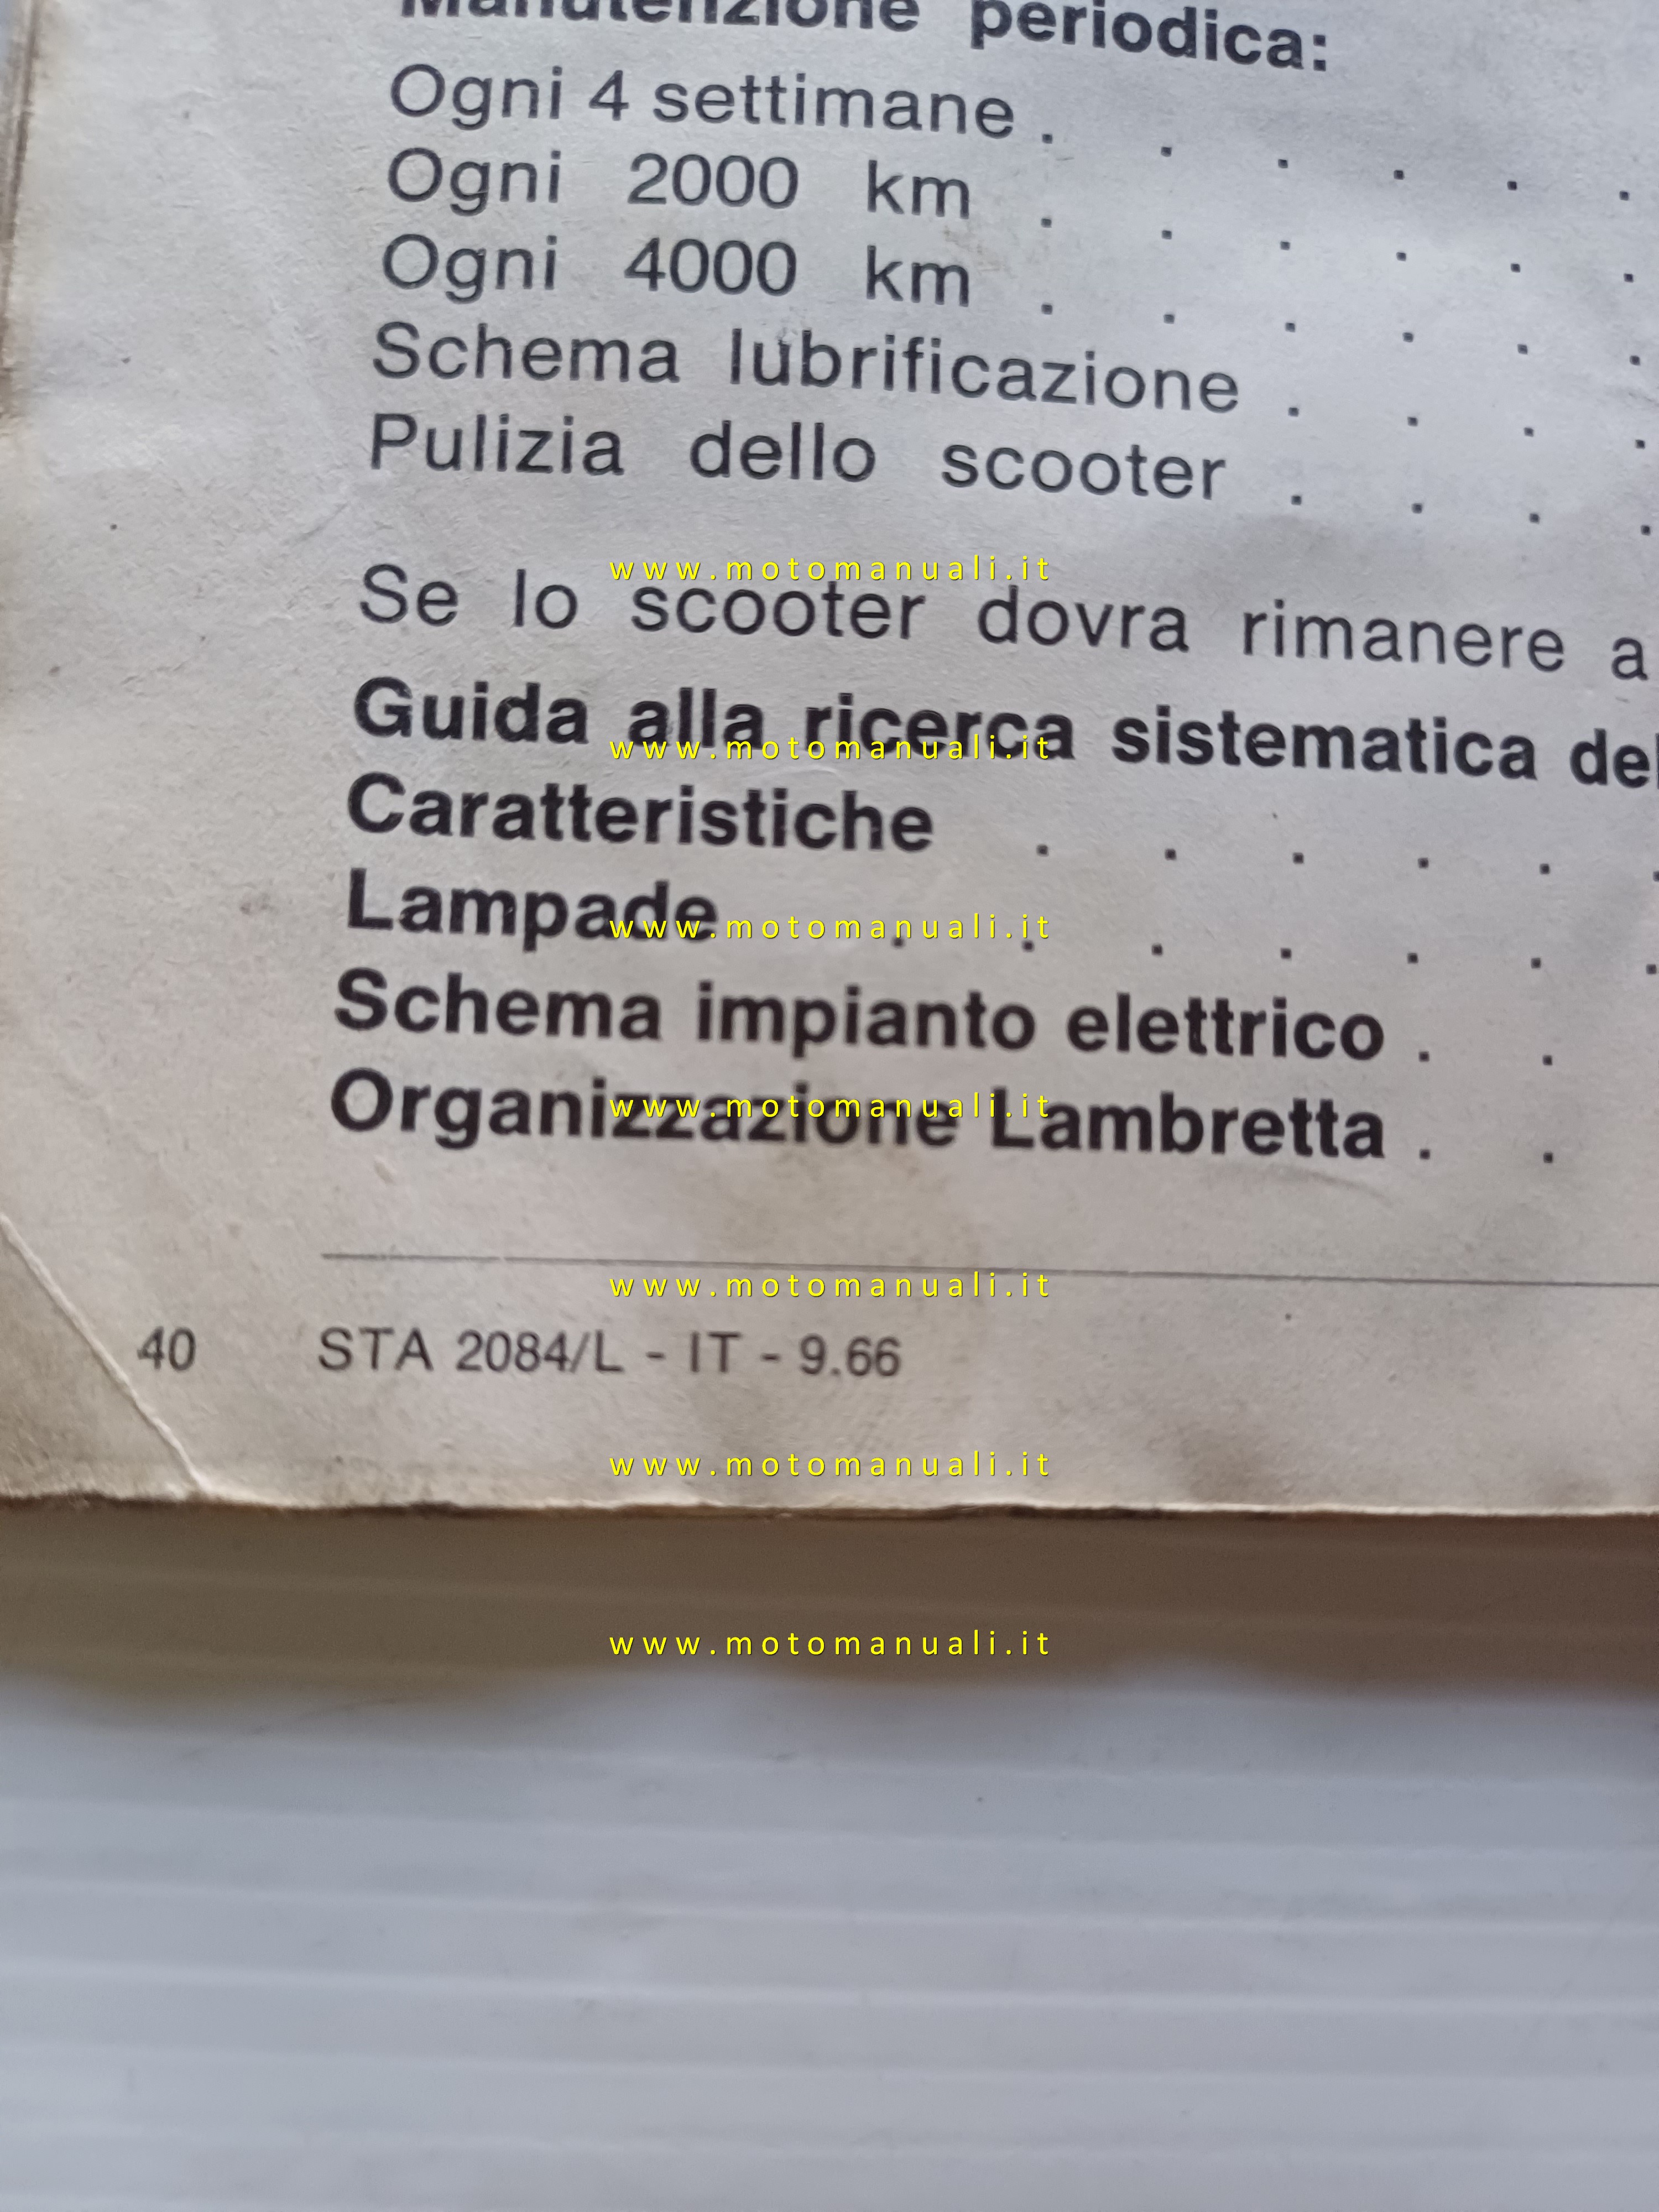 Manutenzione periodica:
Ogni 4 settimane . . . . . .
Ogni 2000 km . . . . . .
Ogni 4000 km . . . . . .
Schema lubrificazione . . . .
Pulizia dello scooter . . . .
www.motomanuali.it
Se lo scooter dovra rimanere a
Guida alla ricerca sistematica del
www.motomanuali.it
Caratteristiche . . . . . .
Lampade . . . . . . .
www.motomanuali.it
Schema impianto elettrico . .
Organizzazione Lambretta . .
www.motomanuali.it
www.motomanuali.it
40 STA 2084/L - IT - 9.66
www.motomanuali.it
www.motomanuali.it